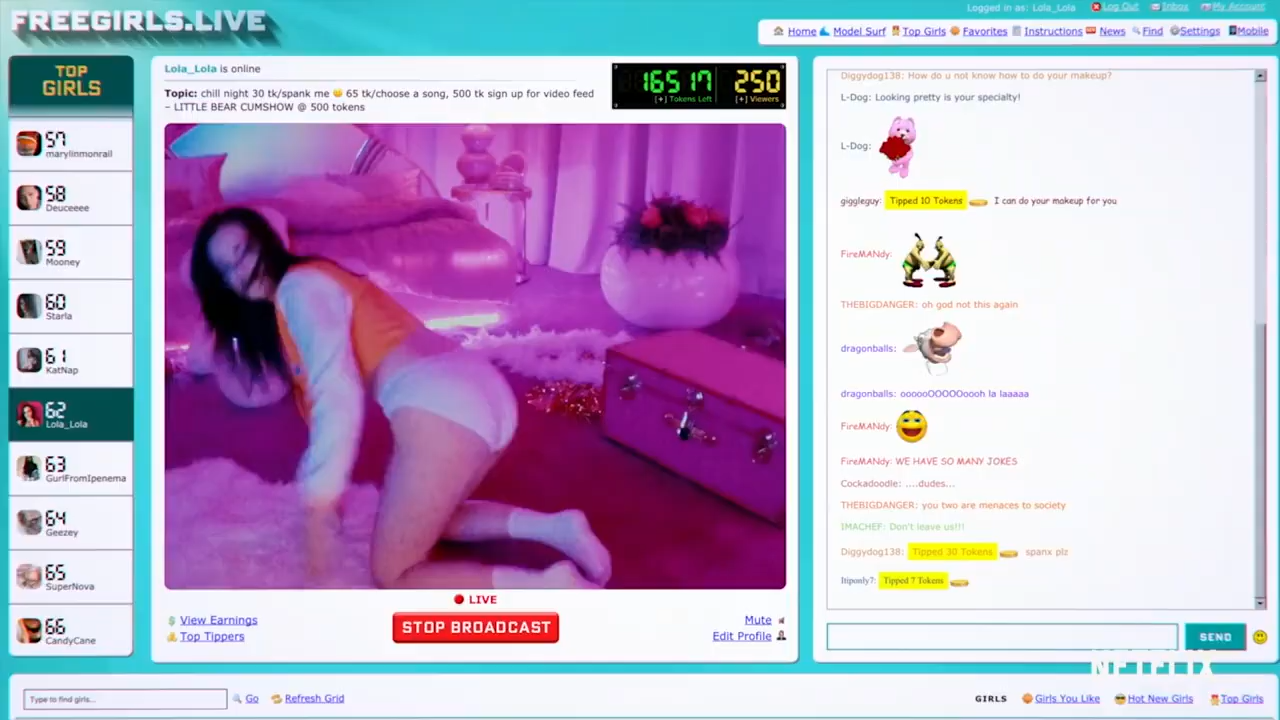 FREEGIRLS.LIVE
Logged in as: Lola_Lola Log Out Inbox My Account
Home Model Surf Top Girls Favorites Instructions News Find Settings Mobile
TOP
GIRLS
57
marylinmonrail
58
Deuceeee
59
Mooney
60
Starla
61
KatNap
62
Lola_Lola
63
GurlFromIpenema
64
Geezey
65
SuperNova
66
CandyCane
Lola_Lola is online
Topic: chill night 30 tk/spank me 65 tk/choose a song, 500 tk sign up for video feed
– LITTLE BEAR CUMSHOW @ 500 tokens
16517 250
[+] Tokens Left [+] Viewers
LIVE
STOP BROADCAST
View Earnings
Top Tippers
Mute
Edit Profile
Diggydog138: How do u not know how to do your makeup?
L-Dog: Looking pretty is your specialty!
L-Dog:
giggleguy: Tipped 10 Tokens I can do your makeup for you
FireMANdy:
THEBIGDANGER: oh god not this again
dragonballs:
dragonballs: oooooOOOOOoooh la laaaaa
FireMANdy:
FireMANdy: WE HAVE SO MANY JOKES
Cockadoodle: ....dudes...
THEBIGDANGER: you two are menaces to society
IMACHEF: Don't leave us!!!
Diggydog138: Tipped 30 Tokens spanx plz
Itiponly7: Tipped 7 Tokens
SEND
NETFLIX
Type to find girls... Go Refresh Grid
GIRLS Girls You Like Hot New Girls Top Girls